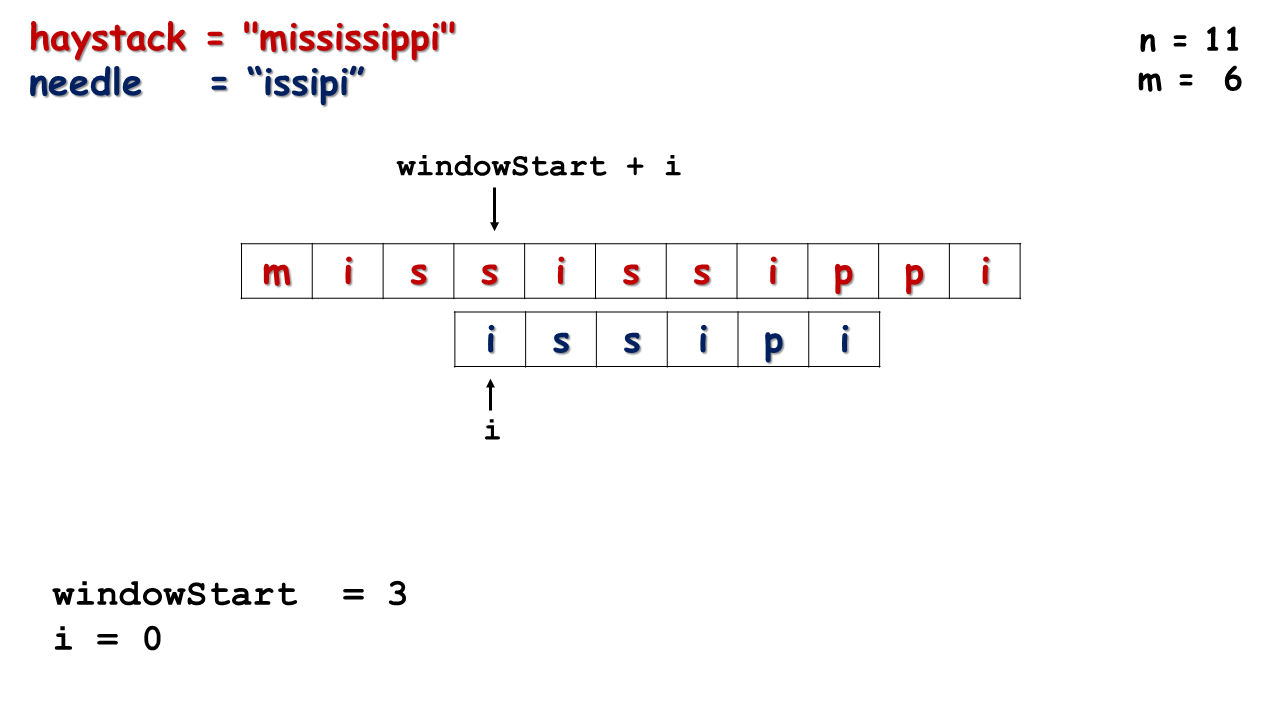 haystack = "mississippi"
needle = “issipi”
n = 11
m = 6
windowStart + i
m i s s i s s i p p i
i s s i p i
i
windowStart = 3
i = 0